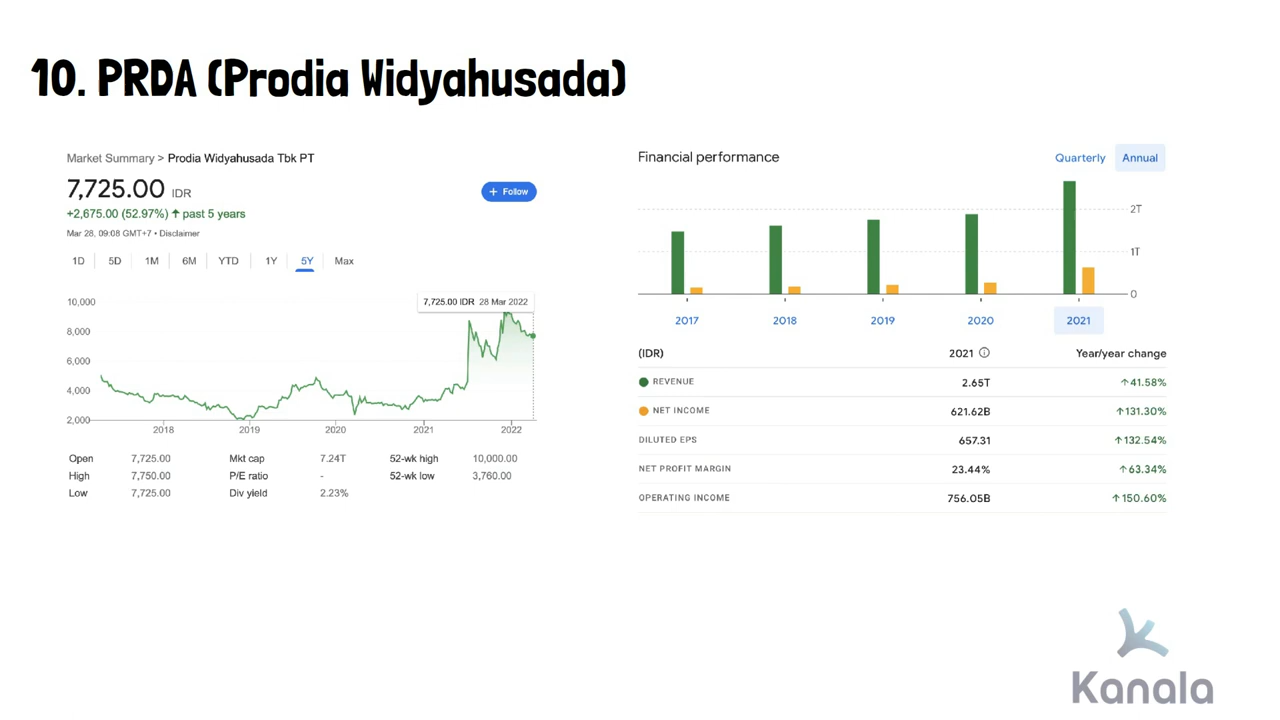 10. PRDA (Prodia Widyahusada)
Market Summary > Prodia Widyahusada Tbk PT
7,725.00 IDR
+ Follow
+2,675.00 (52.97%) ↑ past 5 years
Mar 28, 09:08 GMT+7 • Disclaimer
1D 5D 1M 6M YTD 1Y 5Y Max
7,725.00 IDR 28 Mar 2022
10,000
8,000
6,000
4,000
2,000
2018 2019 2020 2021 2022
Open 7,725.00 Mkt cap 7.24T 52-wk high 10,000.00
High 7,750.00 P/E ratio - 52-wk low 3,760.00
Low 7,725.00 Div yield 2.23%
Financial performance
Quarterly Annual
2T
1T
0
2017 2018 2019 2020 2021
(IDR) 2021 Year/year change
REVENUE 2.65T ↑41.58%
NET INCOME 621.62B ↑131.30%
DILUTED EPS 657.31 ↑132.54%
NET PROFIT MARGIN 23.44% ↑63.34%
OPERATING INCOME 756.05B ↑150.60%
Kanala